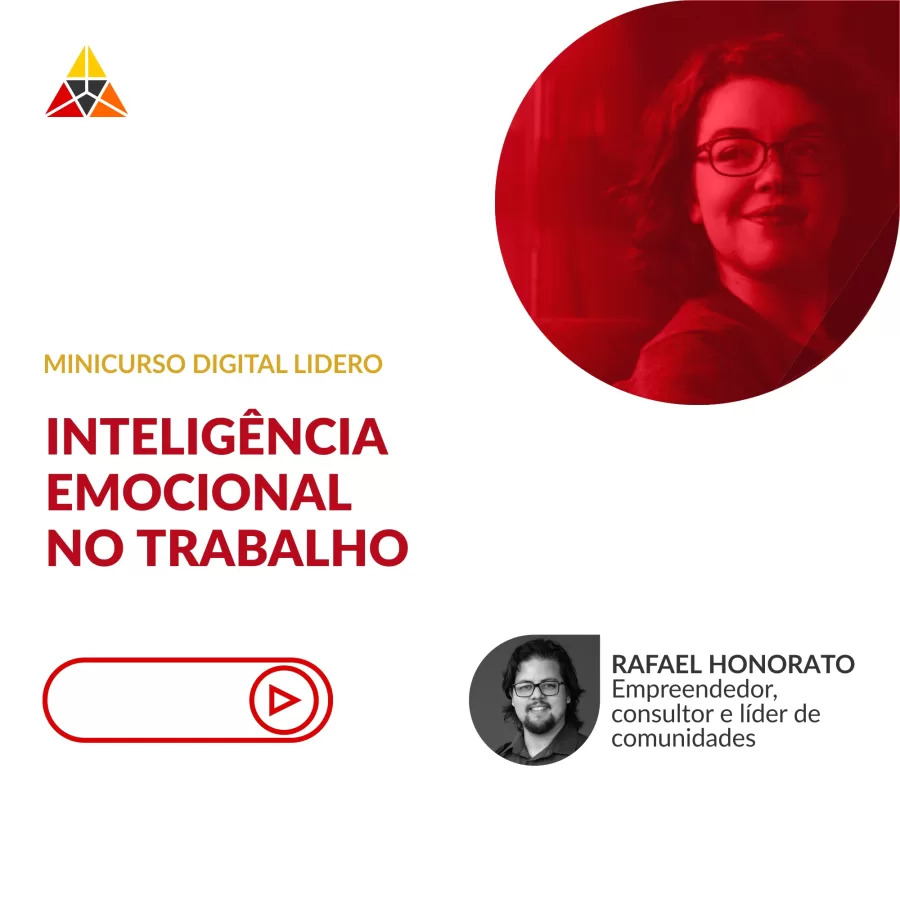 MINICURSO DIGITAL LIDERO
INTELIGÊNCIA
EMOCIONAL
NO TRABALHO
RAFAEL HONORATO
Empreendedor,
consultor e líder de
comunidades